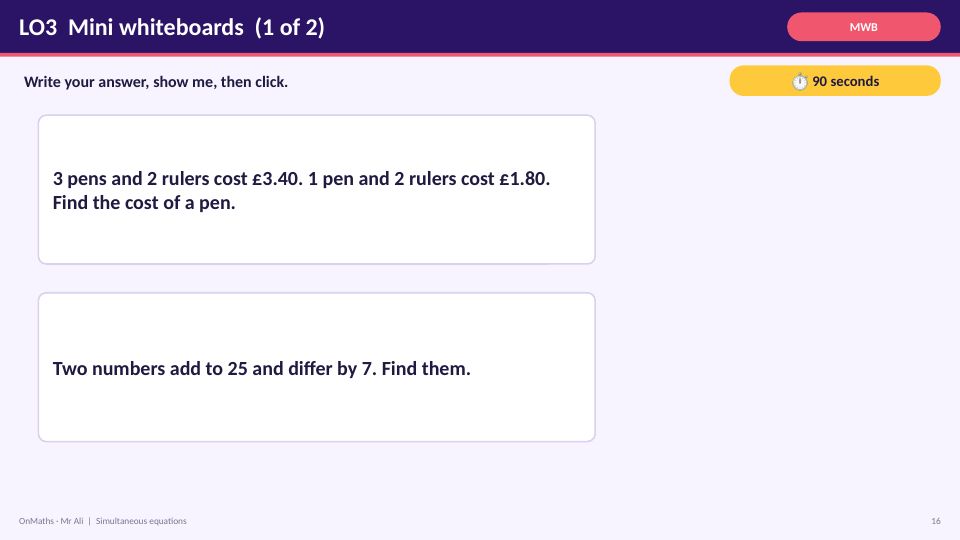 LO3  Mini whiteboards  (1 of 2)
MWB
Write your answer, show me, then click.
⏱️ 90 seconds
3 pens and 2 rulers cost £3.40. 1 pen and 2 rulers cost £1.80.
Find the cost of a pen.
Two numbers add to 25 and differ by 7. Find them.
OnMaths · Mr Ali  |  Simultaneous equations
16